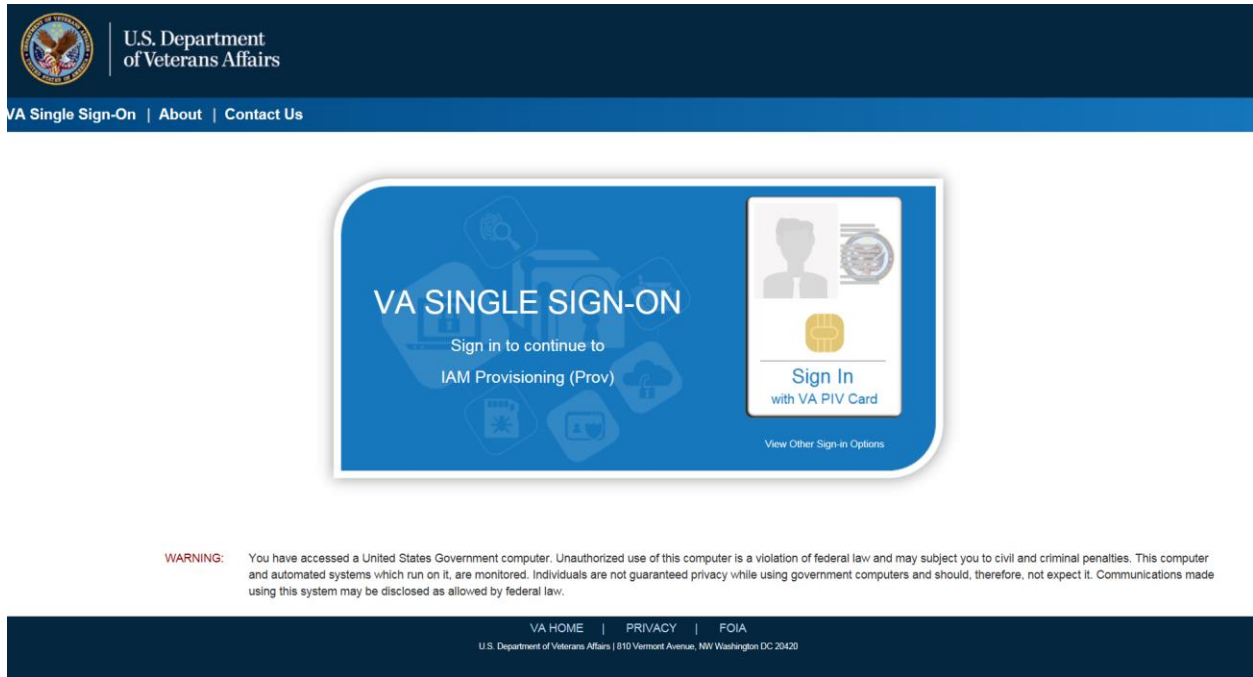 U.S. Department
of Veterans Affairs
VA Single Sign-On | About | Contact Us
VA SINGLE SIGN-ON
Sign in to continue to
IAM Provisioning (Prov)
Sign In
with VA PIV Card
View Other Sign-in Options
WARNING: You have accessed a United States Government computer. Unauthorized use of this computer is a violation of federal law and may subject you to civil and criminal penalties. This computer
and automated systems which run on it, are monitored. Individuals are not guaranteed privacy while using government computers and should, therefore, not expect it. Communications made
using this system may be disclosed as allowed by federal law.
VA HOME | PRIVACY | FOIA
U.S. Department of Veterans Affairs | 810 Vermont Avenue, NW Washington DC 20420